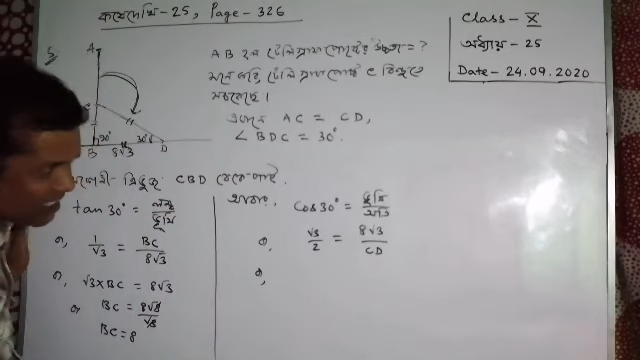 কষে দেখি - 25, Page - 326
Class - X
অধ্যায় - 25
Date - 24.09.2020
A
B
8√3
D
90°
30°
AB হল টেলিগ্রাফ পোস্টের উচ্চতা = ?
মনে করি টেলিগ্রাফ পোস্ট C বিন্দুতে
মচকেছে।
এখানে AC = CD,
∠BDC = 30°.
ত্রিভুজ CBD থেকে পাই,
tan 30° = লম্ব/ভূমি
বা, 1/√3 = BC/8√3
বা, √3 × BC = 8√3
বা BC = 8√3/√3
BC = 8
আবার, Cos 30° = ভূমি/অতি
বা, √3/2 = 8√3/CD
বা,